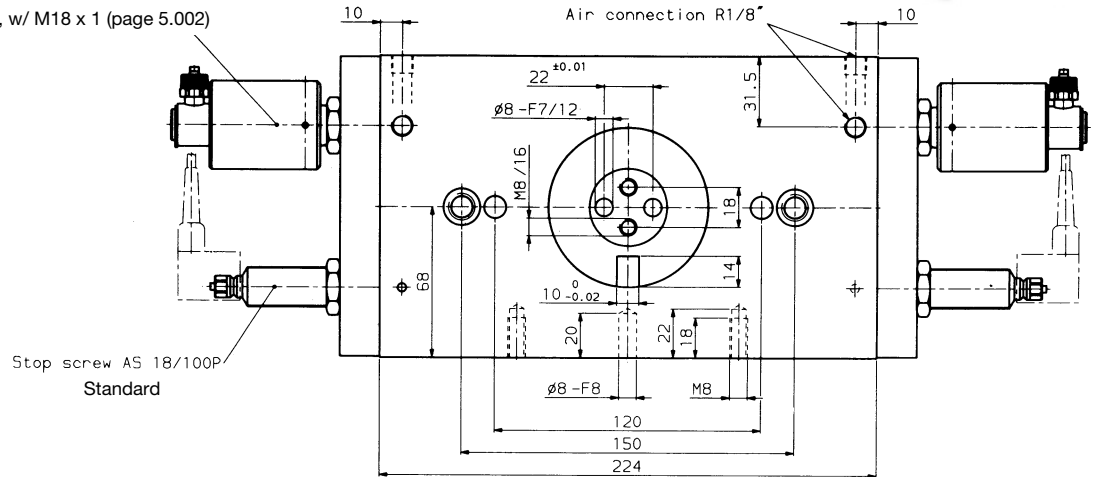 , w/ M18 x 1 (page 5.002)
Air connection R1/8"
10
10
22 ±0.01
31.5
ø8-F7/12
M8/16
18
68
14
10 0 -0.02
20
22
18
Stop screw AS 18/100P
Standard
ø8-F8
M8
120
150
224